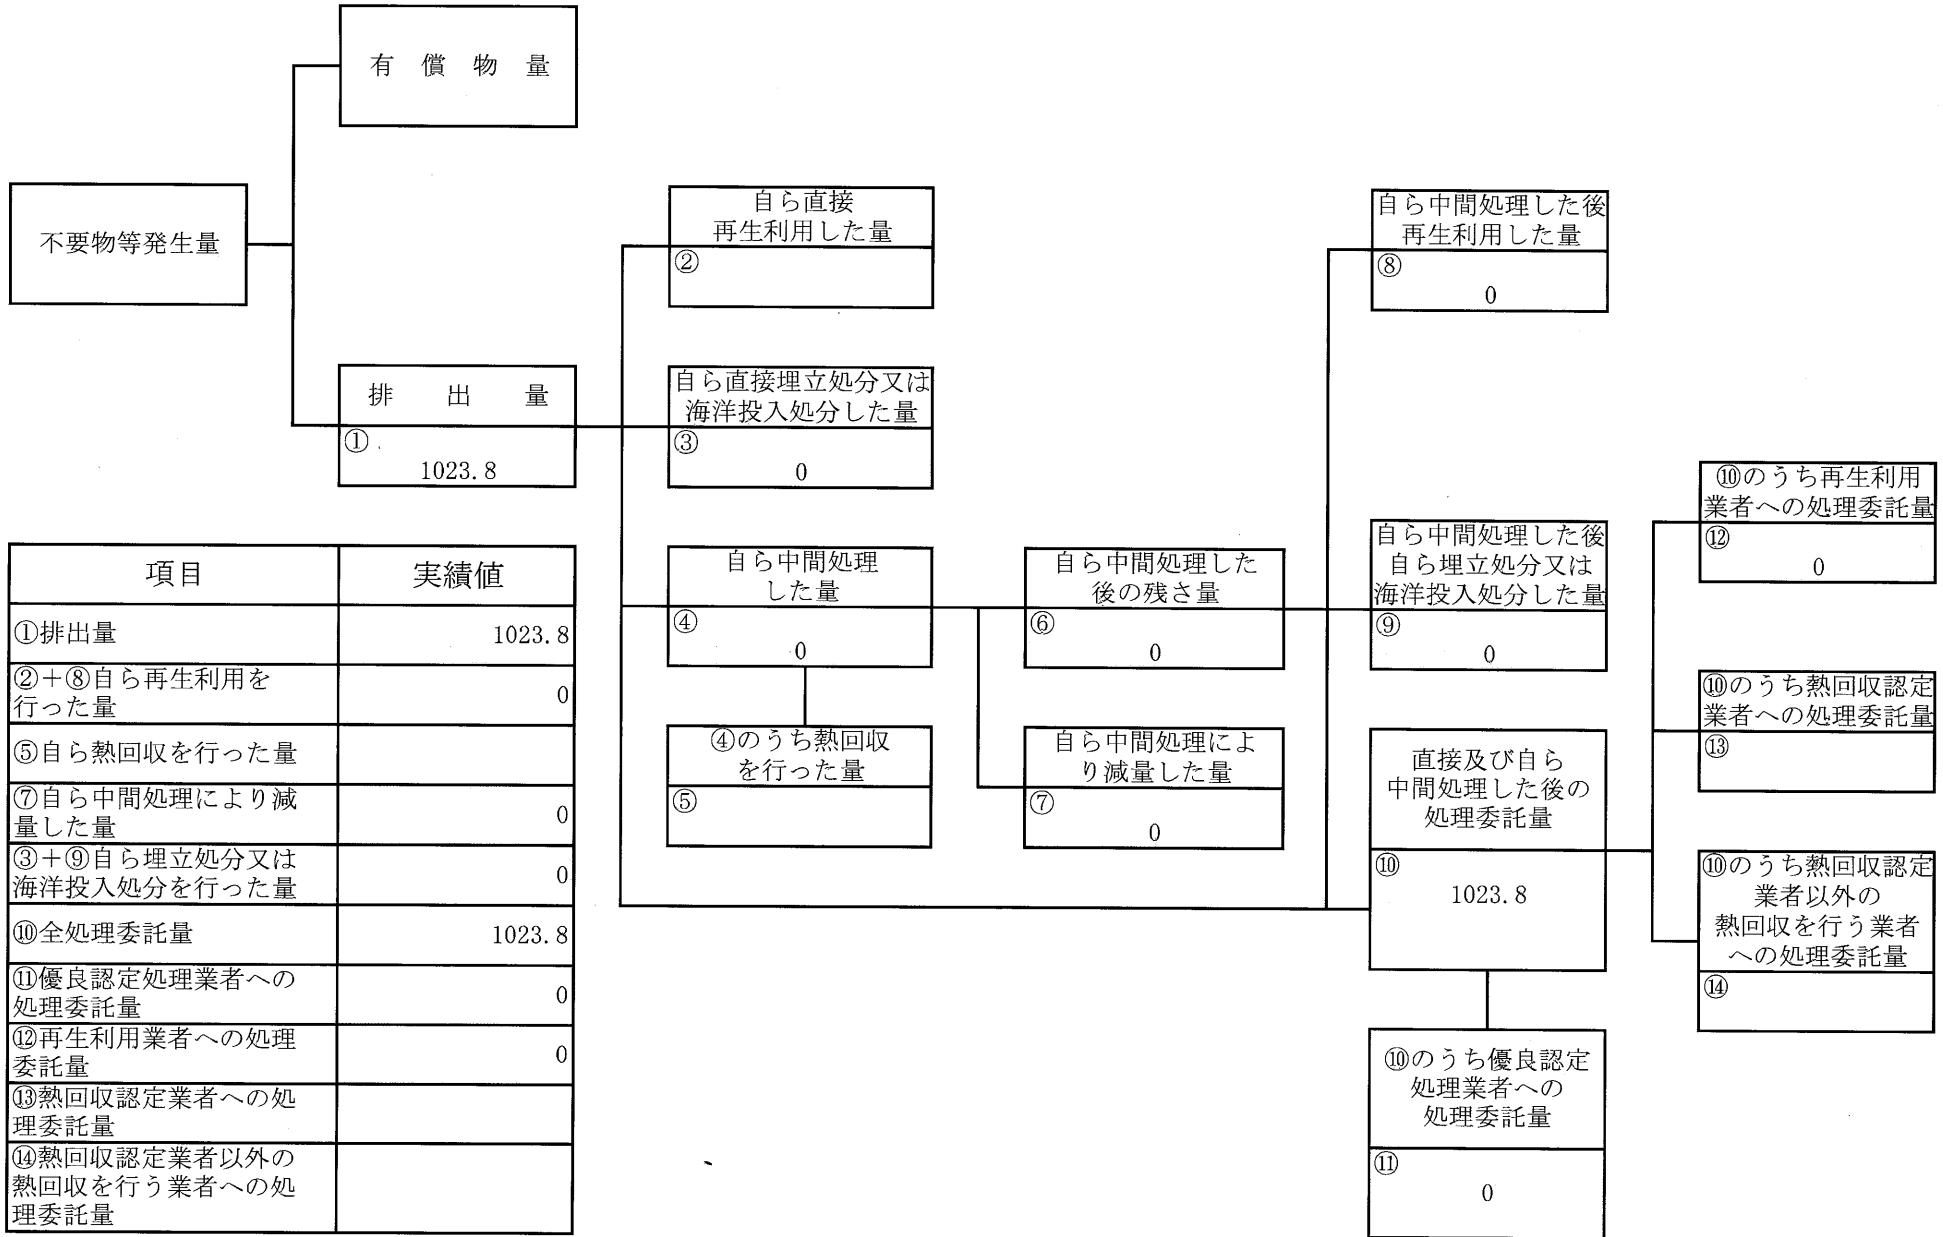 有　償　物　量
不要物等発生量
排　出　量
①
1023.8
自ら直接
再生利用した量
②
自ら直接埋立処分又は
海洋投入処分した量
③
0
自ら中間処理
した量
④
0
④のうち熱回収
を行った量
⑤
自ら中間処理した
後の残さ量
⑥
0
自ら中間処理によ
り減量した量
⑦
0
自ら中間処理した後
再生利用した量
⑧
0
自ら中間処理した後
自ら埋立処分又は
海洋投入処分した量
⑨
0
直接及び自ら
中間処理した後の
処理委託量
⑩
1023.8
⑩のうち優良認定
処理業者への
処理委託量
⑪
0
⑩のうち再生利用
業者への処理委託量
⑫
0
⑩のうち熱回収認定
業者への処理委託量
⑬
⑩のうち熱回収認定
業者以外の
熱回収を行う業者
への処理委託量
⑭
項目 実績値
①排出量 1023.8
②＋⑧自ら再生利用を
行った量 0
⑤自ら熱回収を行った量
⑦自ら中間処理により減
量した量 0
③＋⑨自ら埋立処分又は
海洋投入処分を行った量 0
⑩全処理委託量 1023.8
⑪優良認定処理業者への
処理委託量 0
⑫再生利用業者への処理
委託量 0
⑬熱回収認定業者への処
理委託量
⑭熱回収認定業者以外の
熱回収を行う業者への処
理委託量